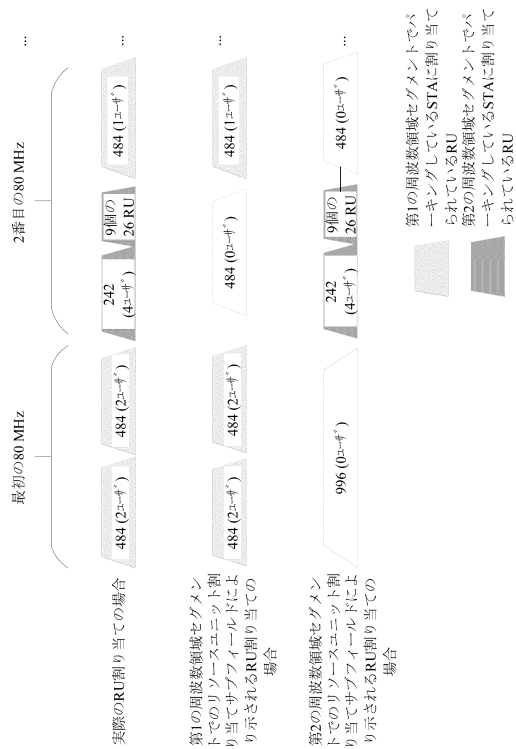 最初の80 MHz
2番目の80 MHz
...
実際のRU割り当ての場合
484 (2ﾕｰｻﾞ)
484 (2ﾕｰｻﾞ)
242
(4ﾕｰｻﾞ)
9個の
26 RU
484 (1ﾕｰｻﾞ)
...
第1の周波数領域セグメン
トでのリソースユニット割
り当てサブフィールドによ
り示されるRU割り当ての
場合
484 (2ﾕｰｻﾞ)
484 (2ﾕｰｻﾞ)
484 (0ﾕｰｻﾞ)
484 (1ﾕｰｻﾞ)
...
第2の周波数領域セグメン
トでのリソースユニット割
り当てサブフィールドによ
り示されるRU割り当ての
場合
996 (0ﾕｰｻﾞ)
242
(4ﾕｰｻﾞ)
9個の
26 RU
484 (0ﾕｰｻﾞ)
...
第1の周波数領域セグメントでパ
ーキングしているSTAに割り当て
られているRU
第2の周波数領域セグメントでパ
ーキングしているSTAに割り当て
られているRU